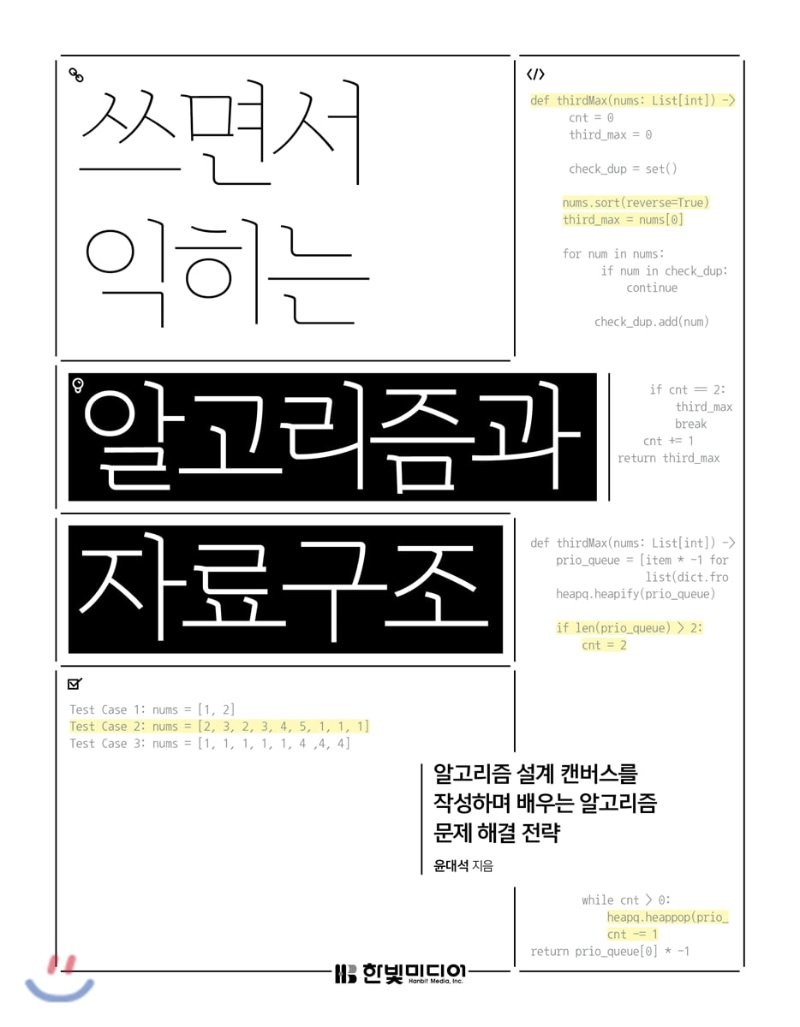 쓰면서
익히는
알고리즘과
자료구조
</>
def thirdMax(nums: List[int]) ->
cnt = 0
third_max = 0
check_dup = set()
nums.sort(reverse=True)
third_max = nums[0]
for num in nums:
if num in check_dup:
continue
check_dup.add(num)
if cnt == 2:
third_max
break
cnt += 1
return third_max
def thirdMax(nums: List[int]) ->
prio_queue = [item * -1 for
list(dict.fro
heapq.heapify(prio_queue)
if len(prio_queue) > 2:
cnt = 2
Test Case 1: nums = [1, 2]
Test Case 2: nums = [2, 3, 2, 3, 4, 5, 1, 1, 1]
Test Case 3: nums = [1, 1, 1, 1, 1, 4 ,4, 4]
알고리즘 설계 캔버스를
작성하며 배우는 알고리즘
문제 해결 전략
윤대석 지음
while cnt > 0:
heapq.heappop(prio_
cnt -= 1
return prio_queue[0] * -1
한빛미디어
Hanbit Media, Inc.